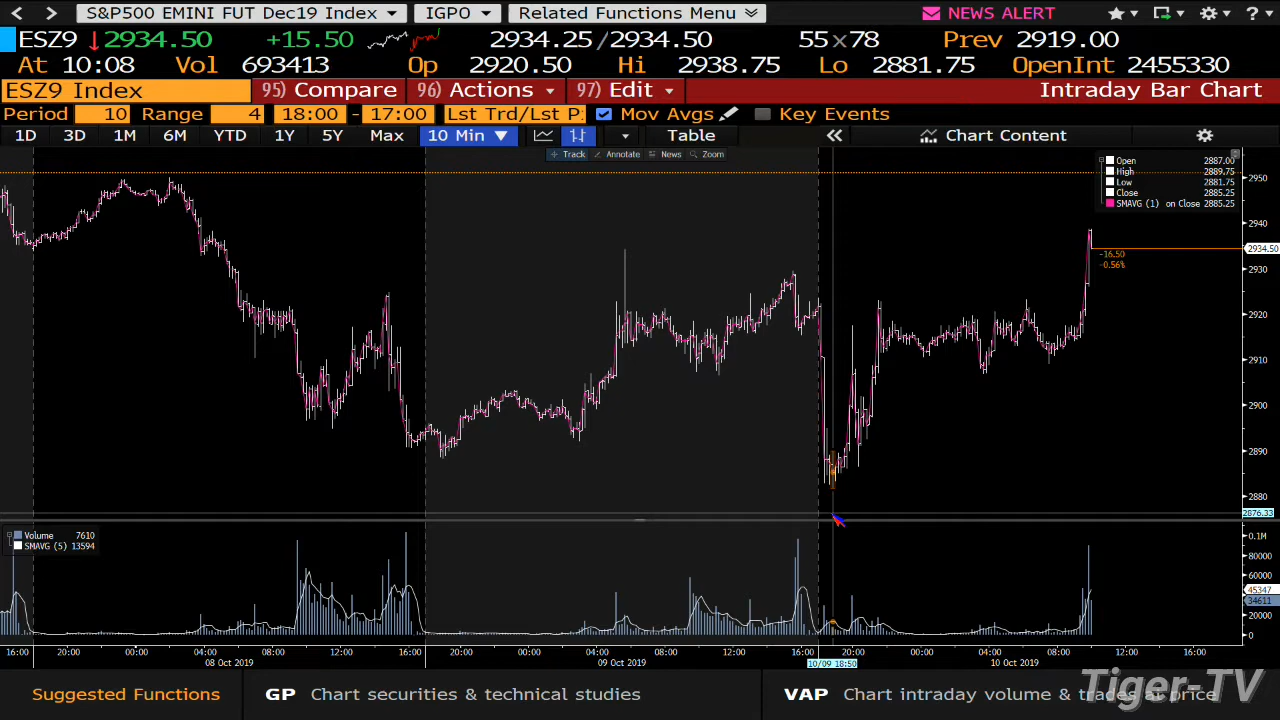 S&P500 EMINI FUT Dec19 Index IGPO Related Functions Menu NEWS ALERT ?
ESZ9 ↓2934.50 +15.50 2934.25/2934.50 55×78 Prev 2919.00
At 10:08 Vol 693413 Op 2920.50 Hi 2938.75 Lo 2881.75 OpenInt 2455330
ESZ9 Index 95) Compare 96) Actions 97) Edit Intraday Bar Chart
Period 10 Range 4 18:00 - 17:00 Lst Trd/Lst P Mov Avgs Key Events
1D 3D 1M 6M YTD 1Y 5Y Max 10 Min Table Chart Content
Track Annotate News Zoom
Open 2887.00
High 2889.75
Low 2881.75
Close 2885.25
SMAVG (1) on Close 2885.25
2950
2940
2934.50
-16.50
-0.56%
2930
2920
2910
2900
2890
2880
2876.33
Volume 7610
SMAVG (5) 13594
0.1M
80000
60000
45347
34611
20000
0
16:00 20:00 00:00 04:00 08:00 12:00 16:00 20:00 00:00 04:00 08:00 12:00 16:00 20:00 00:00 04:00 08:00 12:00 16:00
08 Oct 2019 09 Oct 2019 10/09 18:50 10 Oct 2019
Suggested Functions GP Chart securities & technical studies VAP Chart intraday volume & trades at price
Tiger-TV